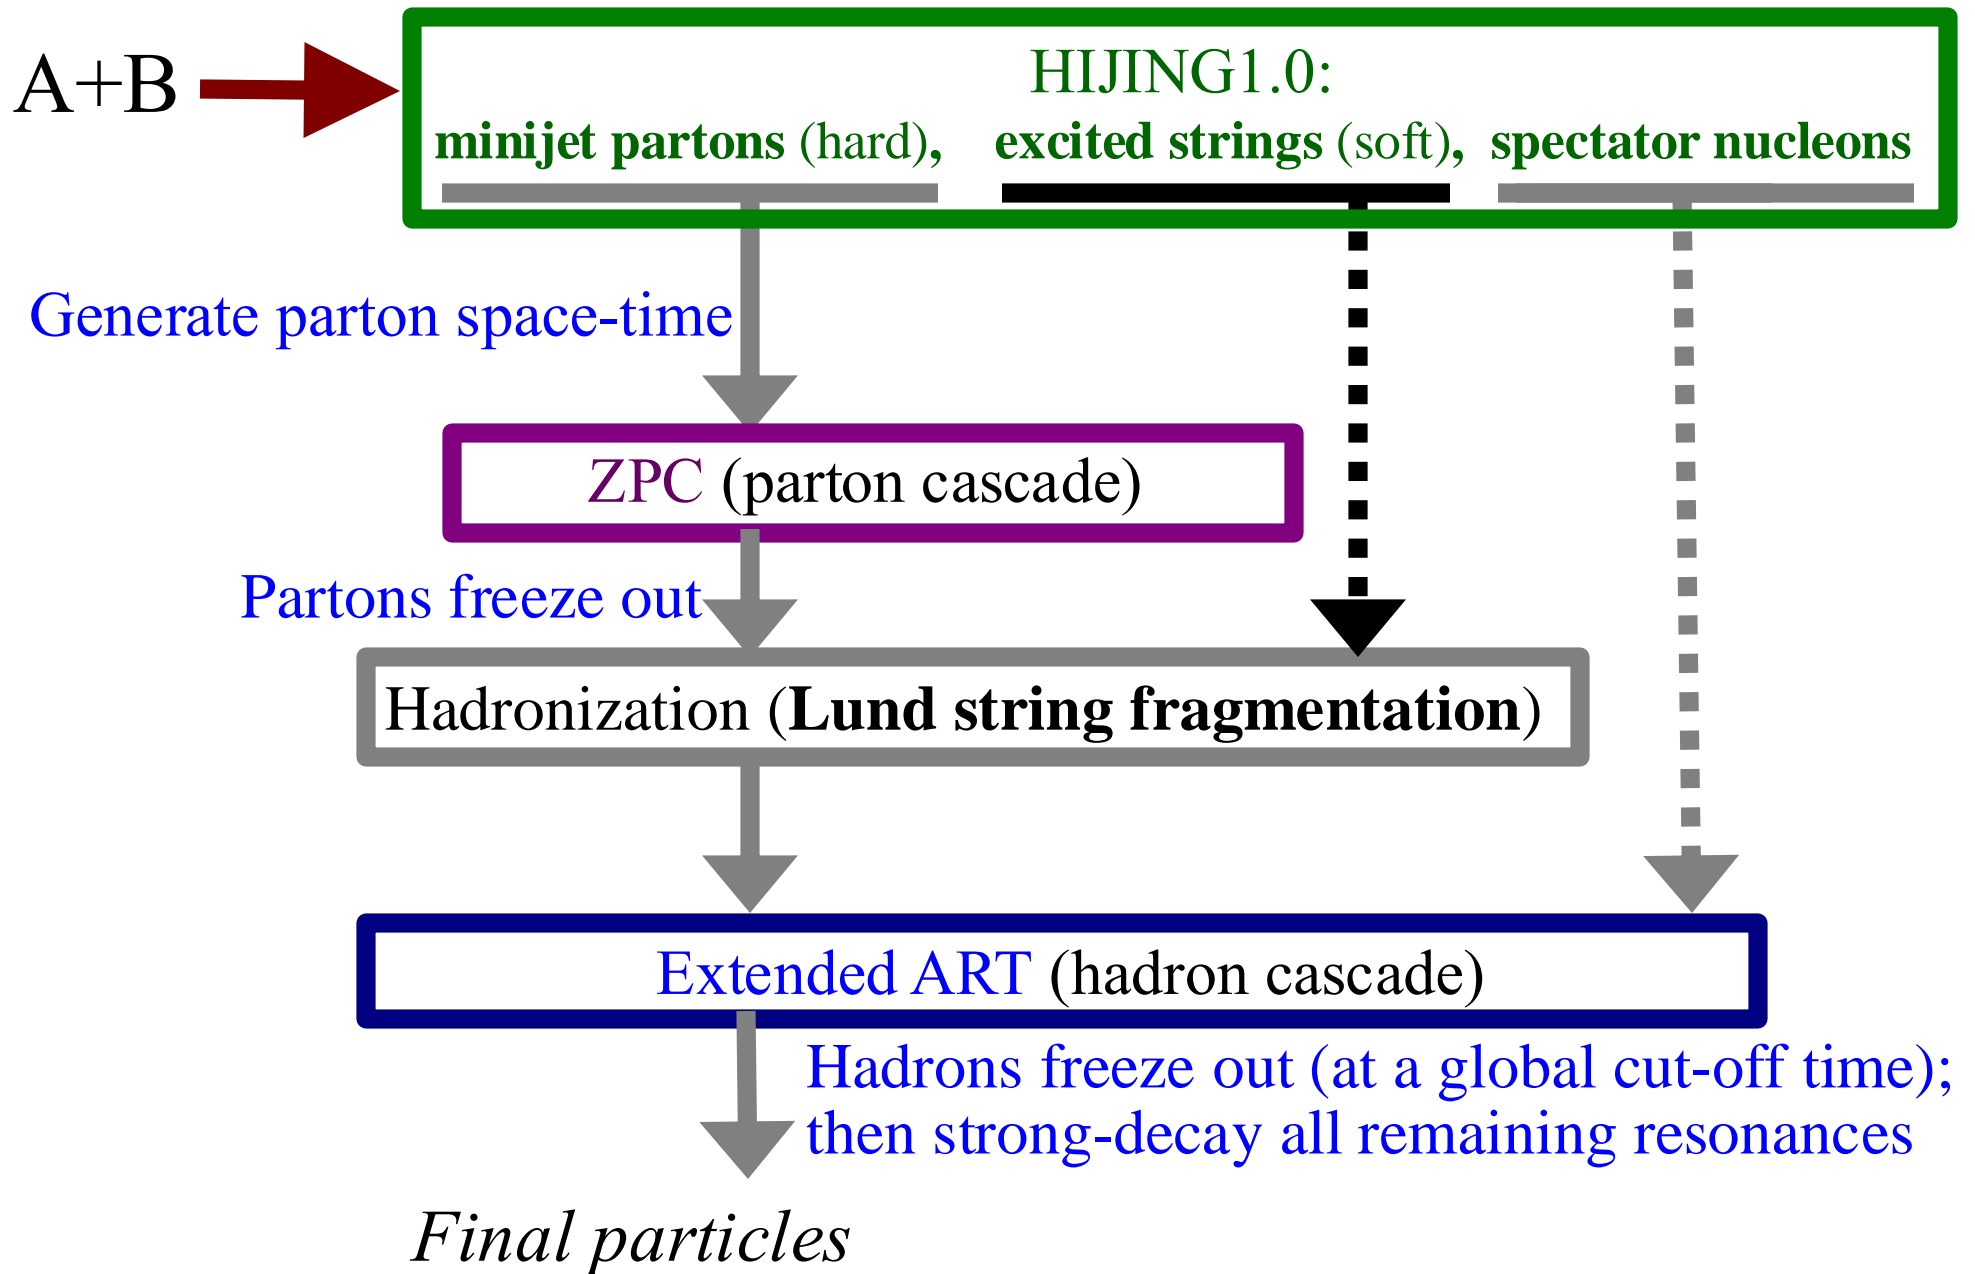 A+B
HIJING1.0:
minijet partons (hard), excited strings (soft), spectator nucleons
Generate parton space-time
ZPC (parton cascade)
Partons freeze out
Hadronization (Lund string fragmentation)
Extended ART (hadron cascade)
Hadrons freeze out (at a global cut-off time);
then strong-decay all remaining resonances
Final particles